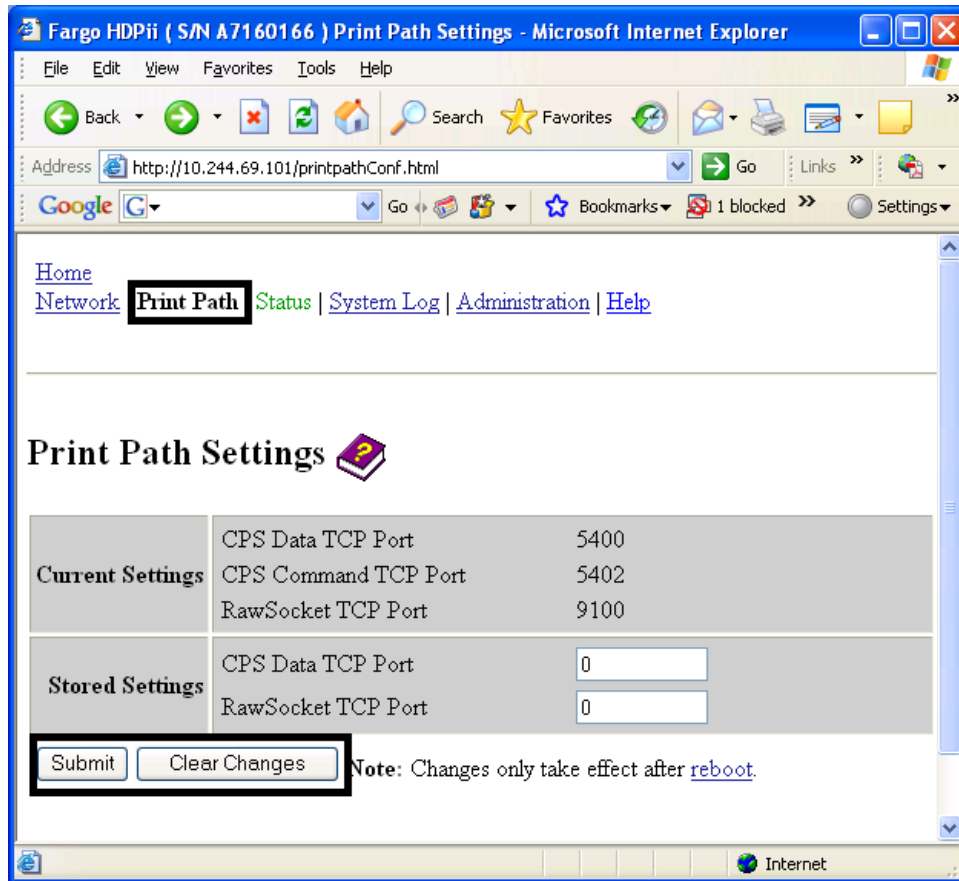 Fargo HDPii ( S/N A7160166 ) Print Path Settings - Microsoft Internet Explorer
File Edit View Favorites Tools Help
Back Search Favorites »
Address http://10.244.69.101/printpathConf.html Go Links »
Google G Go Bookmarks 1 blocked » Settings
Home
Network Print Path Status | System Log | Administration | Help
Print Path Settings
Current Settings
CPS Data TCP Port 5400
CPS Command TCP Port 5402
RawSocket TCP Port 9100
Stored Settings
CPS Data TCP Port 0
RawSocket TCP Port 0
Submit Clear Changes Note: Changes only take effect after reboot.
Internet